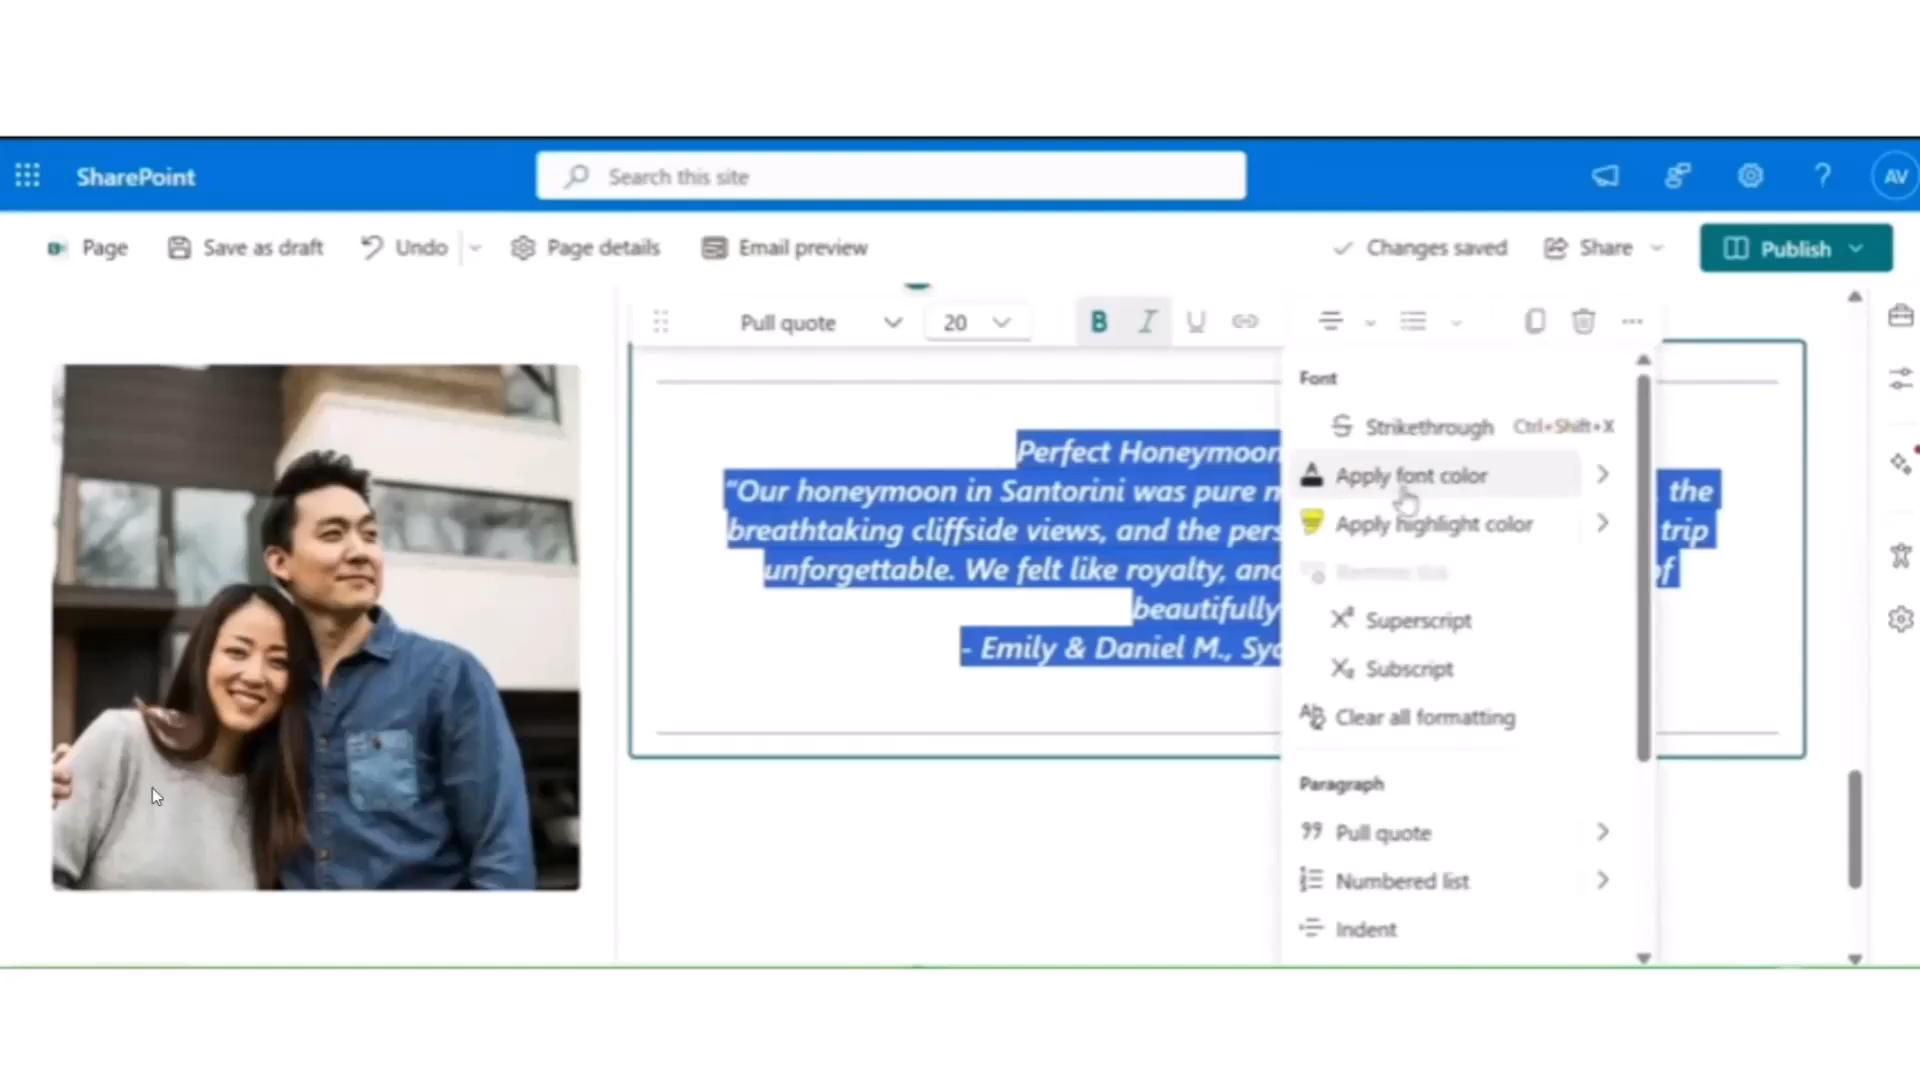 SharePoint
Search this site
?
AV
Page
Save as draft
Undo
Page details
Email preview
Changes saved
Share
Publish
Pull quote
20
B
I
U
Font
Strikethrough Ctrl+Shift+X
Apply font color
Apply highlight color
Superscript
Subscript
Clear all formatting
Paragraph
Pull quote
Numbered list
Indent
Perfect Honeymoon
"Our honeymoon in Santorini was pure m the
breathtaking cliffside views, and the pers trip
unforgettable. We felt like royalty, and of
beautifully
- Emily & Daniel M., Syd